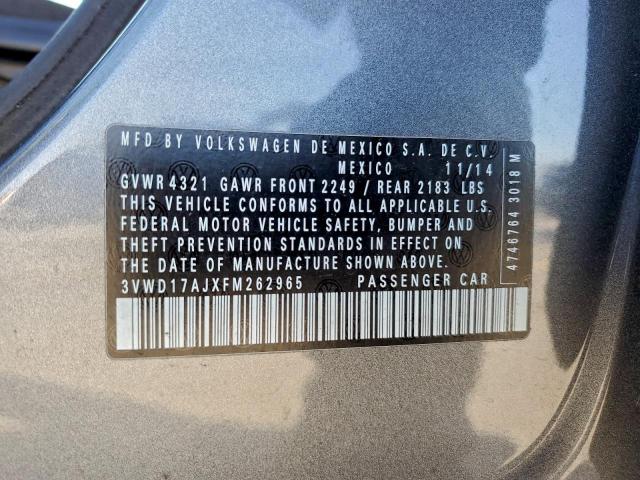 MFD BY VOLKSWAGEN DE MEXICO S.A. DE C.V.
MEXICO 11/14
GVWR 4321 GAWR FRONT 2249 / REAR 2183 LBS
THIS VEHICLE CONFORMS TO ALL APPLICABLE U.S.
FEDERAL MOTOR VEHICLE SAFETY, BUMPER AND
THEFT PREVENTION STANDARDS IN EFFECT ON
THE DATE OF MANUFACTURE SHOWN ABOVE.
3VWD17AJXFM262965 PASSENGER CAR
4746764 3018 M